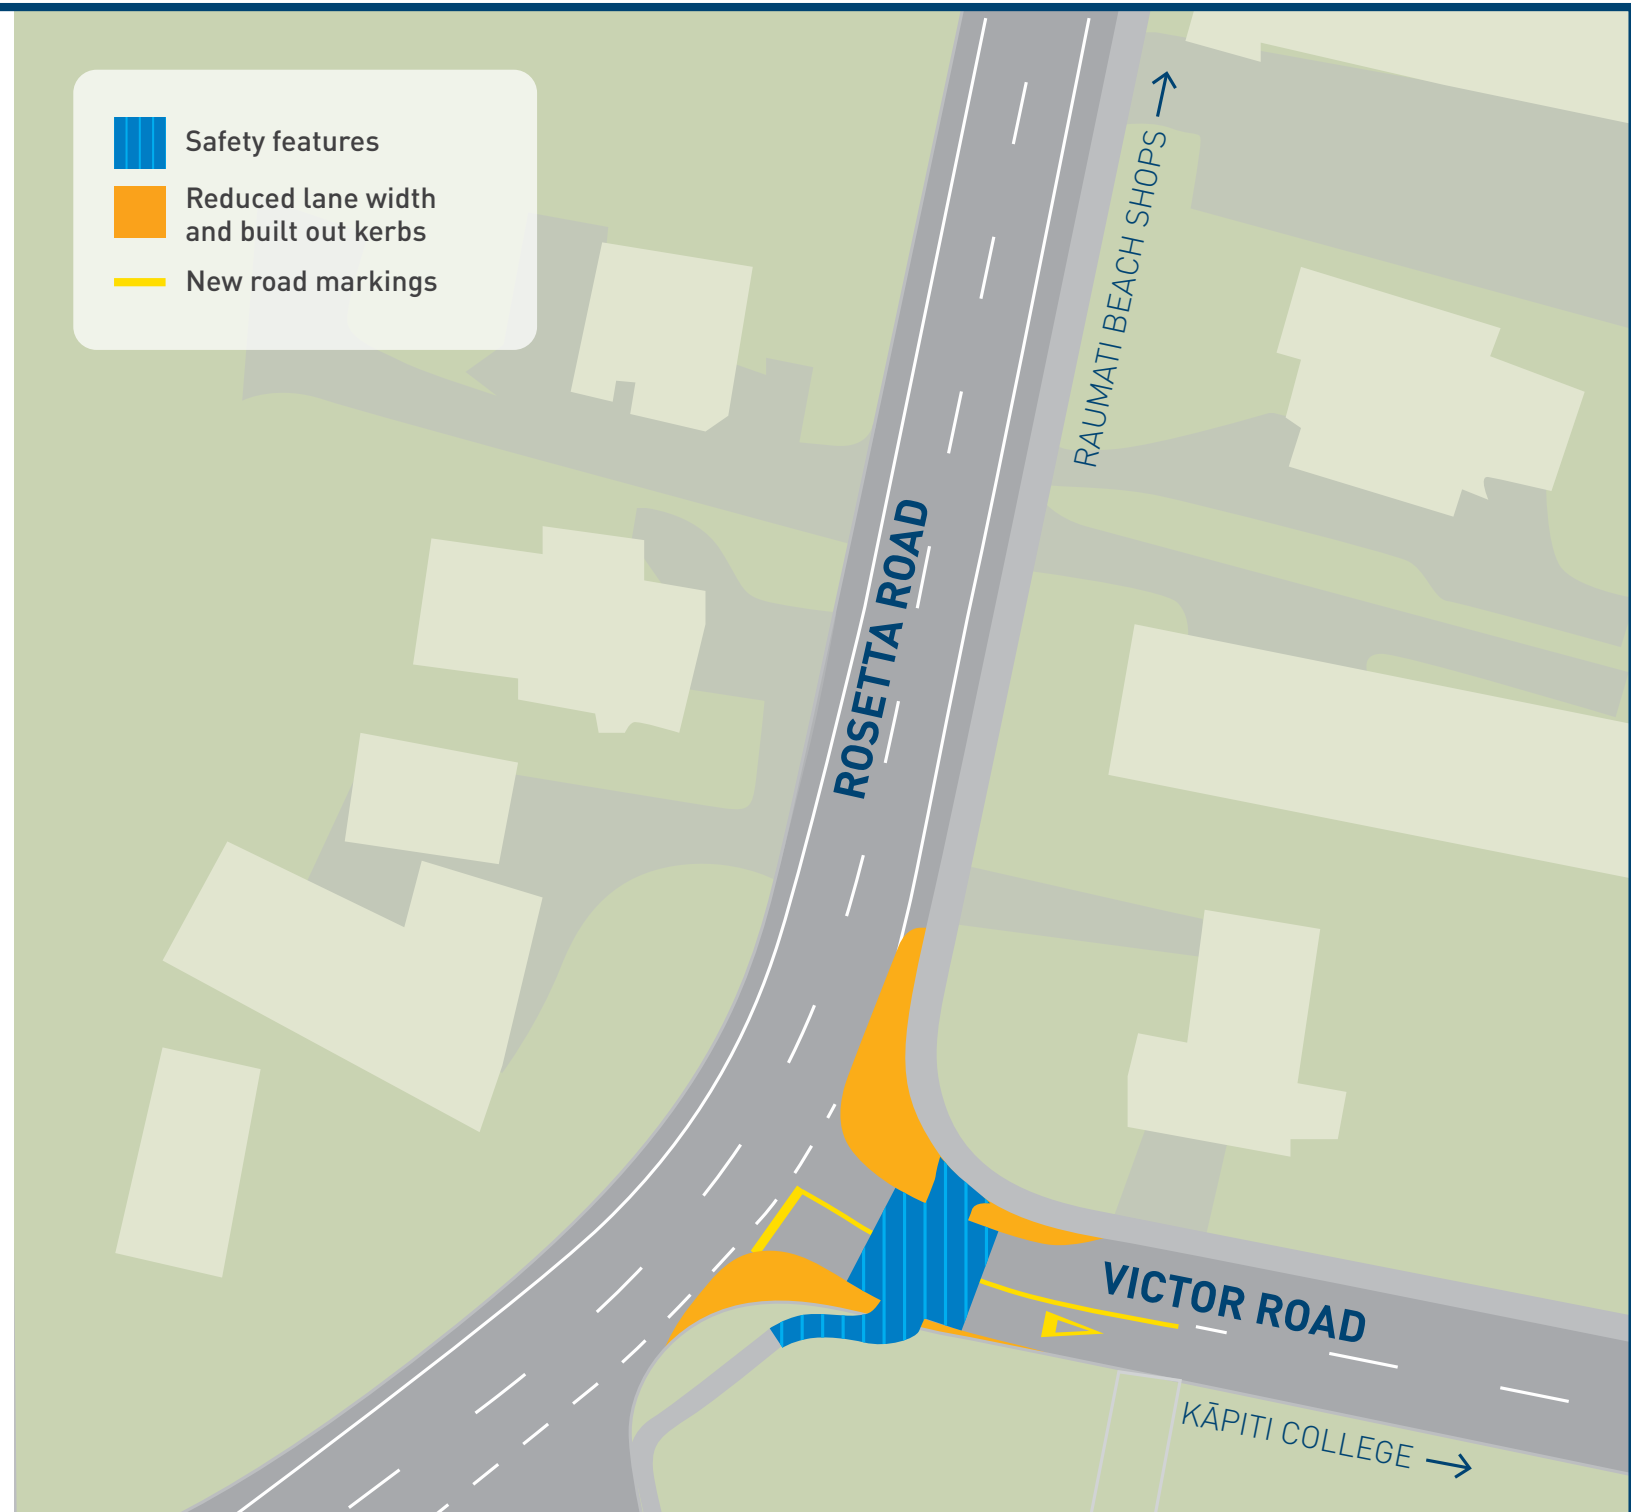 Safety features
Reduced lane width
and built out kerbs
New road markings
RAUMATI BEACH SHOPS
ROSETTA ROAD
VICTOR ROAD
KĀPITI COLLEGE